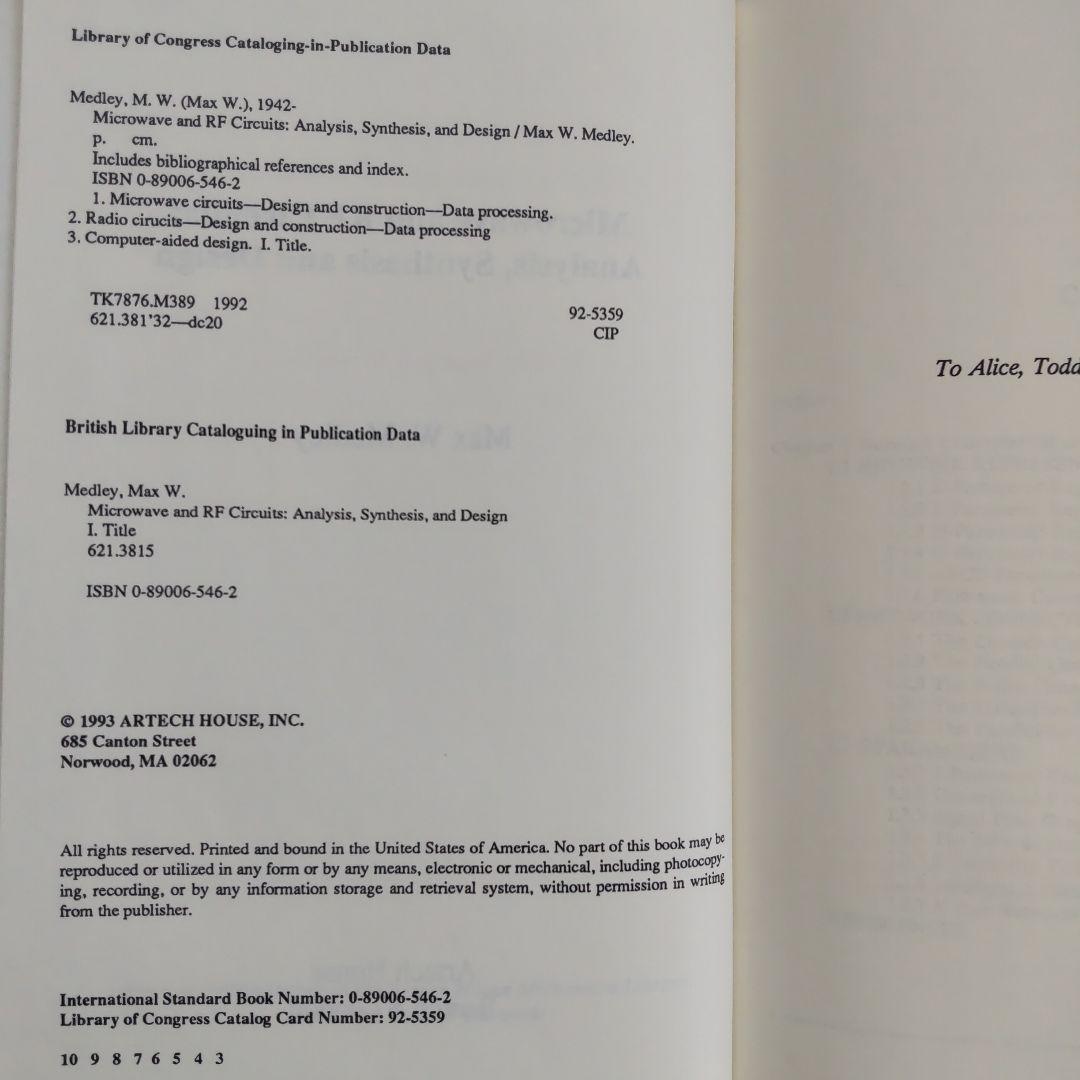 Library of Congress Cataloging-in-Publication Data
Medley, M. W. (Max W.), 1942-
Microwave and RF Circuits: Analysis, Synthesis, and Design / Max W. Medley.
p. cm.
Includes bibliographical references and index.
ISBN 0-89006-546-2
1. Microwave circuits—Design and construction—Data processing.
2. Radio cirucits—Design and construction—Data processing
3. Computer-aided design. I. Title.
TK7876.M389 1992
92-5359
621.381'32—dc20
CIP
To Alice, Todd
British Library Cataloguing in Publication Data
Medley, Max W.
Microwave and RF Circuits: Analysis, Synthesis, and Design
I. Title
621.3815
ISBN 0-89006-546-2
© 1993 ARTECH HOUSE, INC.
685 Canton Street
Norwood, MA 02062
All rights reserved. Printed and bound in the United States of America. No part of this book may be
reproduced or utilized in any form or by any means, electronic or mechanical, including photocopy-
ing, recording, or by any information storage and retrieval system, without permission in writing
from the publisher.
International Standard Book Number: 0-89006-546-2
Library of Congress Catalog Card Number: 92-5359
10 9 8 7 6 5 4 3